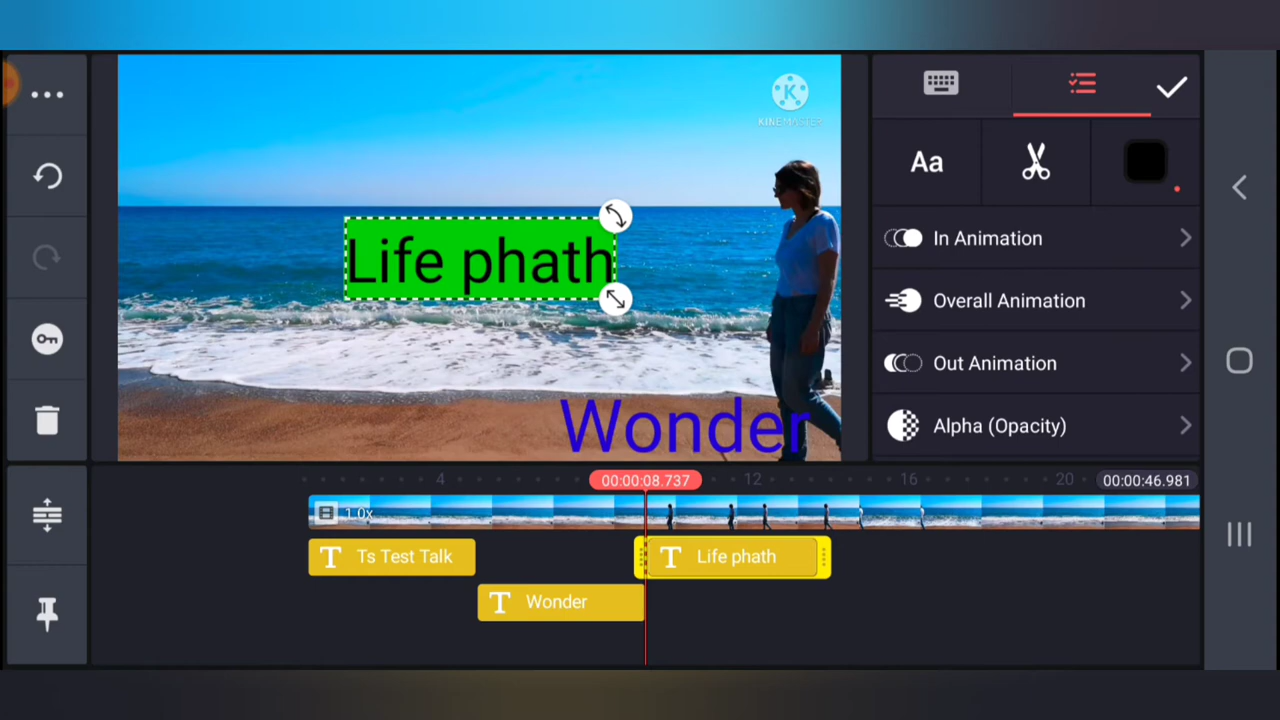 KINEMASTER
Life phath
Wonder
Aa
In Animation
Overall Animation
Out Animation
Alpha (Opacity)
4 00:00:08.737 12 16 20 00:00:46.981
1.0x
T Ts Test Talk T Life phath
T Wonder